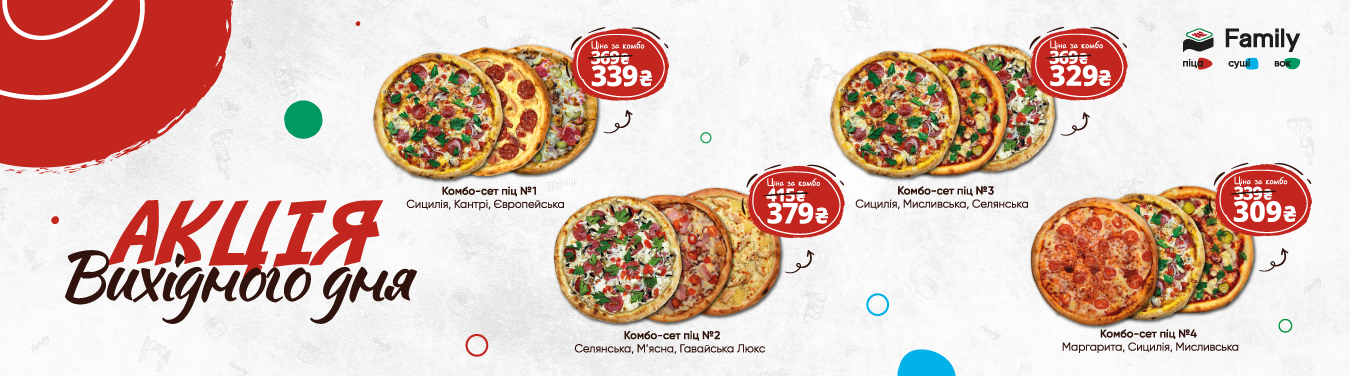 АКЦІЯ
Вихідного дня
Ціна за комбо
369₴
339₴
Комбо-сет піц №1
Сицилія, Кантрі, Європейська
Ціна за комбо
415₴
379₴
Комбо-сет піц №2
Селянська, М'ясна, Гавайська Люкс
Ціна за комбо
369₴
329₴
Комбо-сет піц №3
Сицилія, Мисливська, Селянська
Ціна за комбо
339₴
309₴
Комбо-сет піц №4
Маргарита, Сицилія, Мисливська
Family
піца суші вок